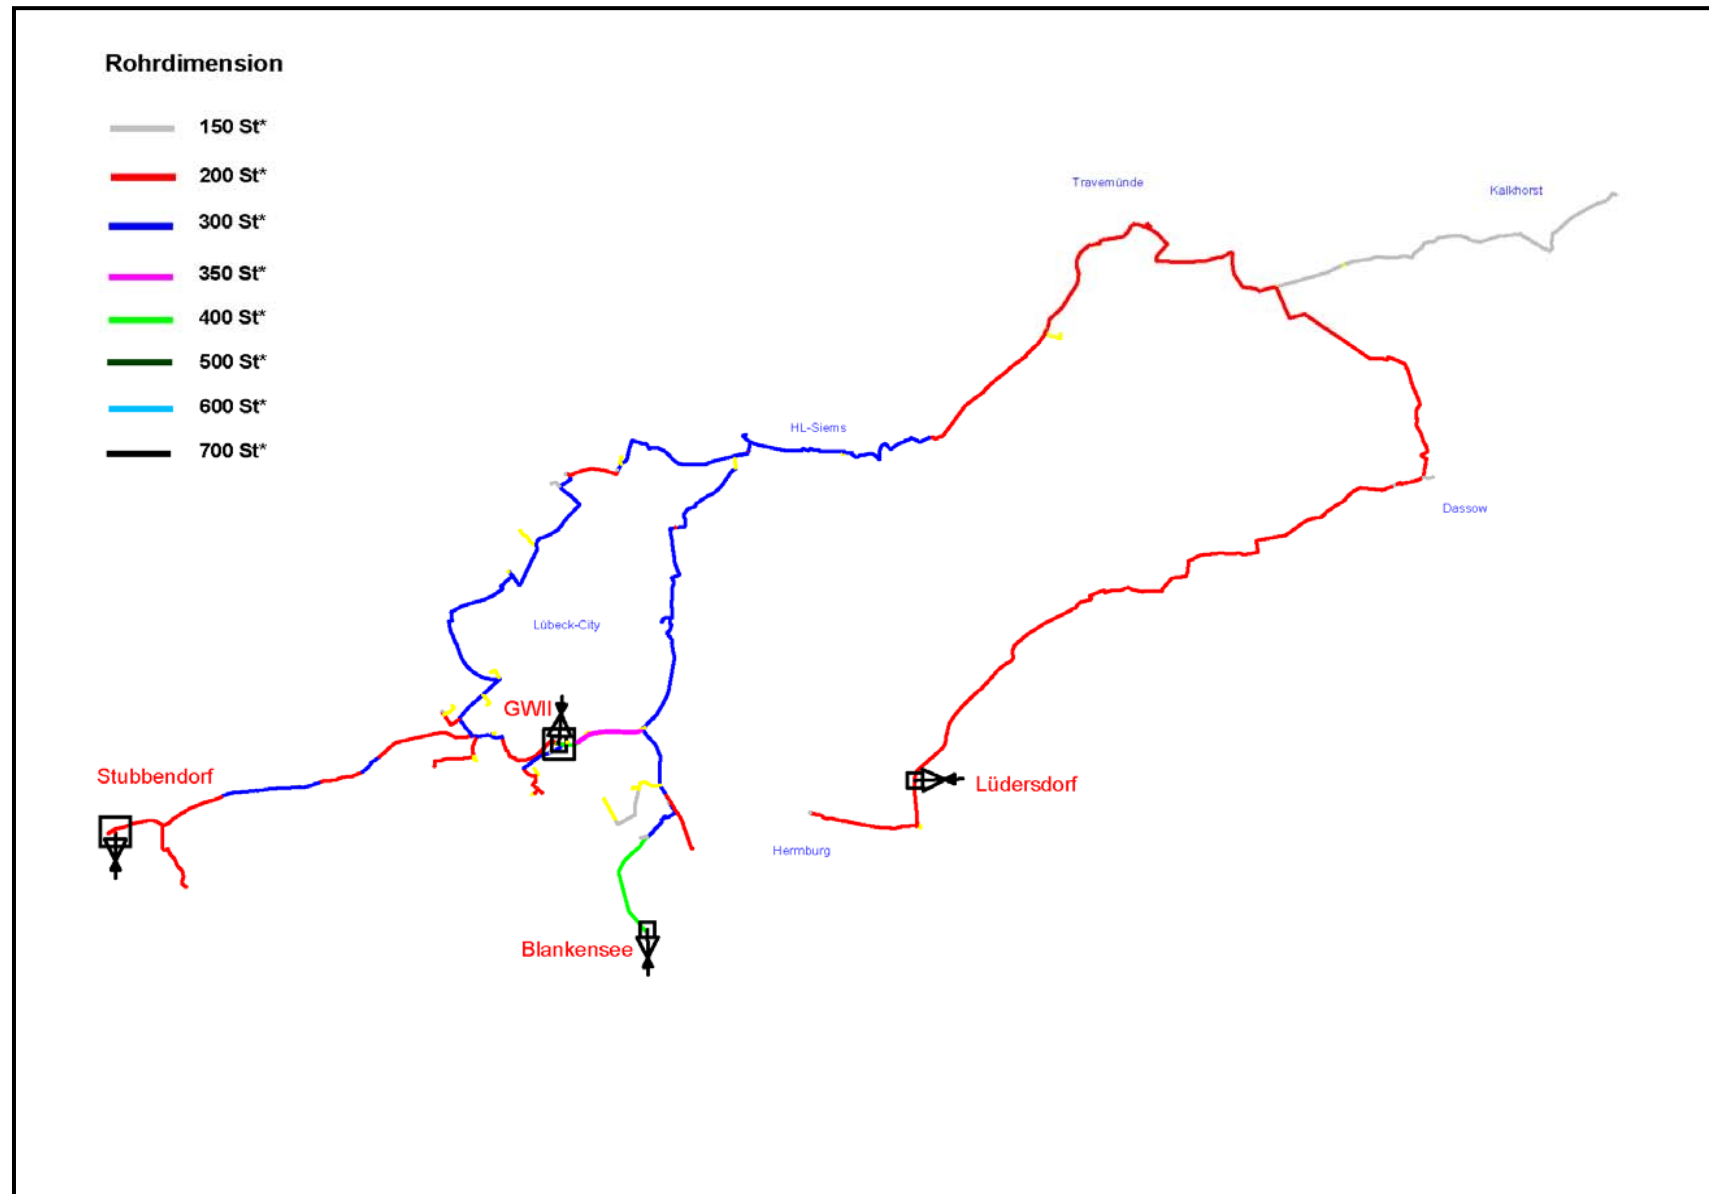 Rohrdimension
150 St*
200 St*
300 St*
350 St*
400 St*
500 St*
600 St*
700 St*
Travemünde
Kalkhorst
HL-Siems
Dassow
Lübeck-City
GWII
Stubbendorf
Lüdersdorf
Herrnburg
Blankensee